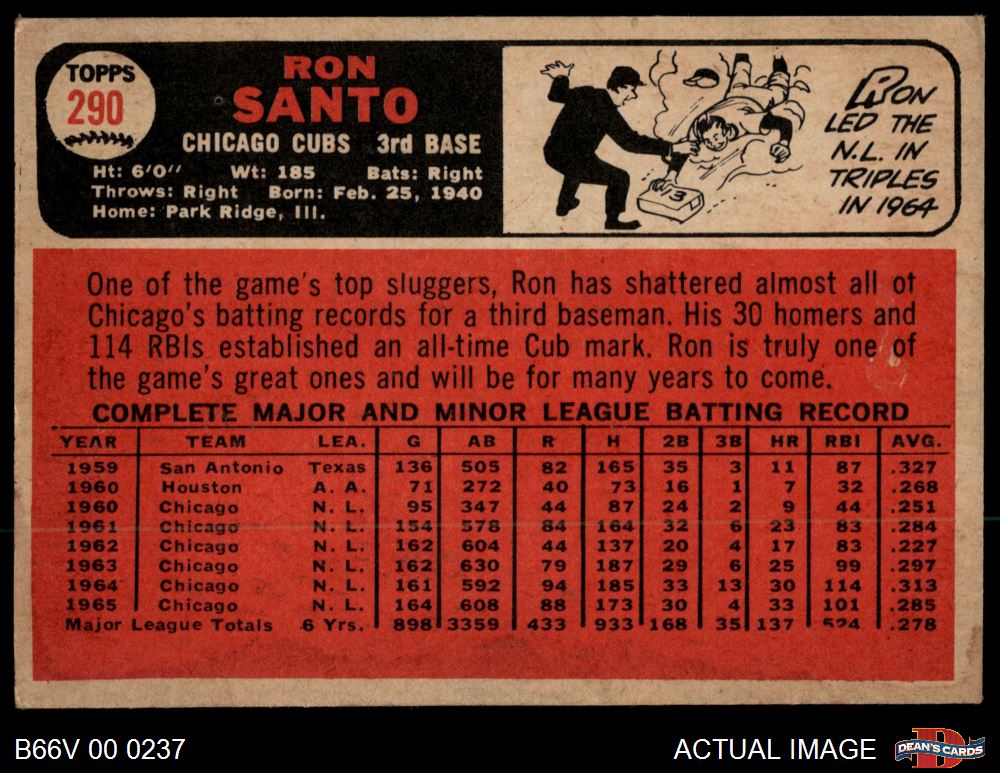 TOPPS
290
RON
SANTO
CHICAGO CUBS 3rd BASE
Ht: 6'0'' Wt: 185 Bats: Right
Throws: Right Born: Feb. 25, 1940
Home: Park Ridge, Ill.
RON
LED THE
N.L. IN
TRIPLES
IN 1964
3
One of the game's top sluggers, Ron has shattered almost all of
Chicago's batting records for a third baseman. His 30 homers and
114 RBIs established an all-time Cub mark. Ron is truly one of
the game's great ones and will be for many years to come.
COMPLETE MAJOR AND MINOR LEAGUE BATTING RECORD
YEAR TEAM LEA. G AB R H 2B 3B HR RBI AVG.
1959 San Antonio Texas 136 505 82 165 35 3 11 87 .327
1960 Houston A. A. 71 272 40 73 16 1 7 32 .268
1960 Chicago N. L. 95 347 44 87 24 2 9 44 .251
1961 Chicago N. L. 154 578 84 164 32 6 23 83 .284
1962 Chicago N. L. 162 604 44 137 20 4 17 83 .227
1963 Chicago N. L. 162 630 79 187 29 6 25 99 .297
1964 Chicago N. L. 161 592 94 185 33 13 30 114 .313
1965 Chicago N. L. 164 608 88 173 30 4 33 101 .285
Major League Totals 6 Yrs. 898 3359 433 933 168 35 137 524 .278
B66V 00 0237
ACTUAL IMAGE
D
DEAN'S CARDS